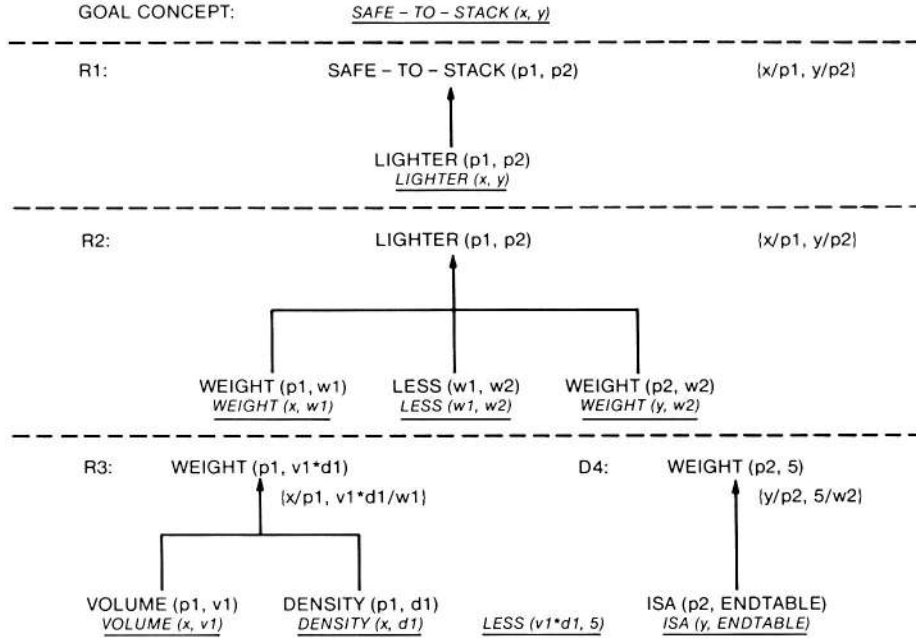 GOAL CONCEPT: SAFE – TO – STACK (x, y)
R1: SAFE – TO – STACK (p1, p2) {x/p1, y/p2}
LIGHTER (p1, p2)
LIGHTER (x, y)
R2: LIGHTER (p1, p2) {x/p1, y/p2}
WEIGHT (p1, w1) LESS (w1, w2) WEIGHT (p2, w2)
WEIGHT (x, w1) LESS (w1, w2) WEIGHT (y, w2)
R3: WEIGHT (p1, v1*d1) D4: WEIGHT (p2, 5)
{x/p1, v1*d1/w1} {y/p2, 5/w2}
VOLUME (p1, v1) DENSITY (p1, d1) ISA (p2, ENDTABLE)
VOLUME (x, v1) DENSITY (x, d1) LESS (v1*d1, 5) ISA (y, ENDTABLE)